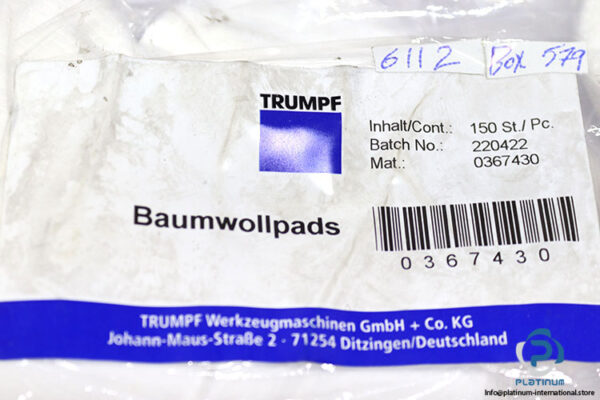 6112 Box 579
TRUMPF
Inhalt/Cont.: 150 St./ Pc.
Batch No.: 220422
Mat.: 0367430
Baumwollpads
0367430
TRUMPF Werkzeugmaschinen GmbH + Co. KG
Johann-Maus-Straße 2 · 71254 Ditzingen/Deutschland
PLATINUM
Info@platinum-international.store